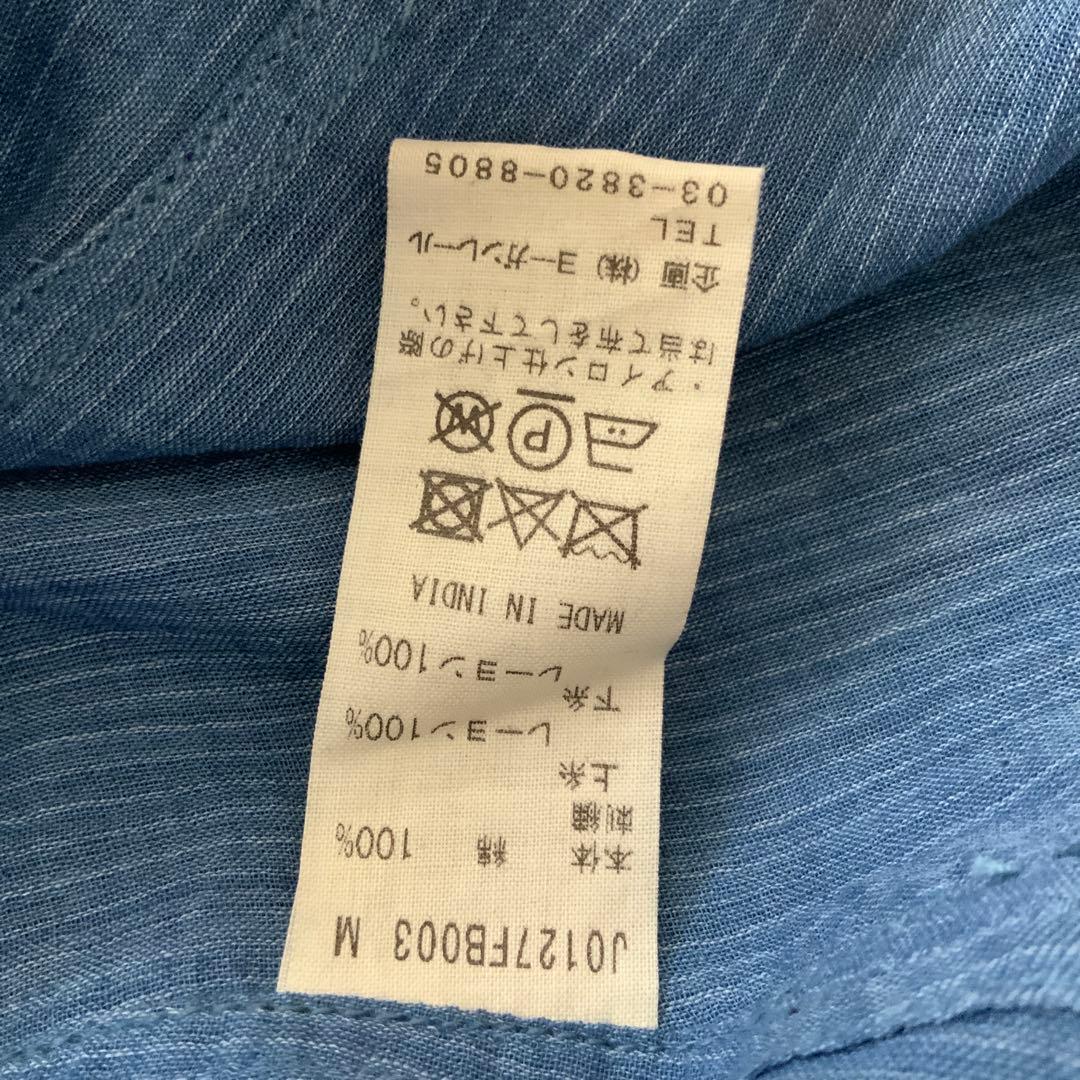 J0127FB003 M
本体 綿 100%
刺繍
上糸
レーヨン100%
下糸
レーヨン100%
MADE IN INDIA
P
W
*アイロン仕上げの際
は当て布をして下さい。
企画 (株) ヨーガンレール
TEL
03-3820-8805